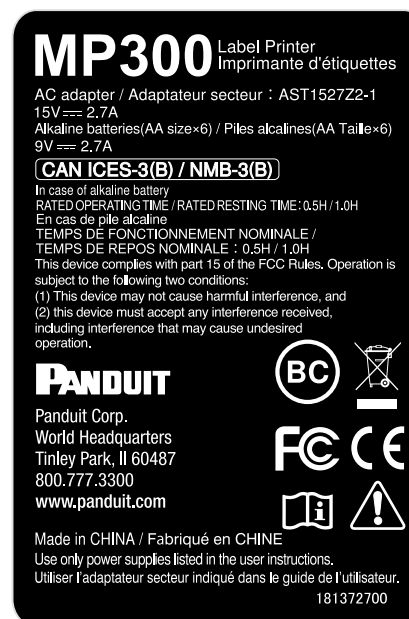 MP300 Label Printer
Imprimante d'étiquettes
AC adapter / Adaptateur secteur : AST1527Z2-1
15V⎓ 2.7A
Alkaline batteries(AA size×6) / Piles alcalines(AA Taille×6)
9V⎓ 2.7A
CAN ICES-3(B) / NMB-3(B)
In case of alkaline battery
RATED OPERATING TIME / RATED RESTING TIME : 0.5H / 1.0H
En cas de pile alcaline
TEMPS DE FONCTIONNEMENT NOMINALE /
TEMPS DE REPOS NOMINALE : 0.5H / 1.0H
This device complies with part 15 of the FCC Rules. Operation is
subject to the following two conditions:
(1) This device may not cause harmful interference, and
(2) this device must accept any interference received,
including interference that may cause undesired
operation.
BC
PANDUIT
Panduit Corp.
World Headquarters
Tinley Park, Il 60487
800.777.3300
www.panduit.com
FC CE
i
Made in CHINA / Fabriqué en CHINE
Use only power supplies listed in the user instructions.
Utiliser l'adaptateur secteur indiqué dans le guide de l'utilisateur.
181372700